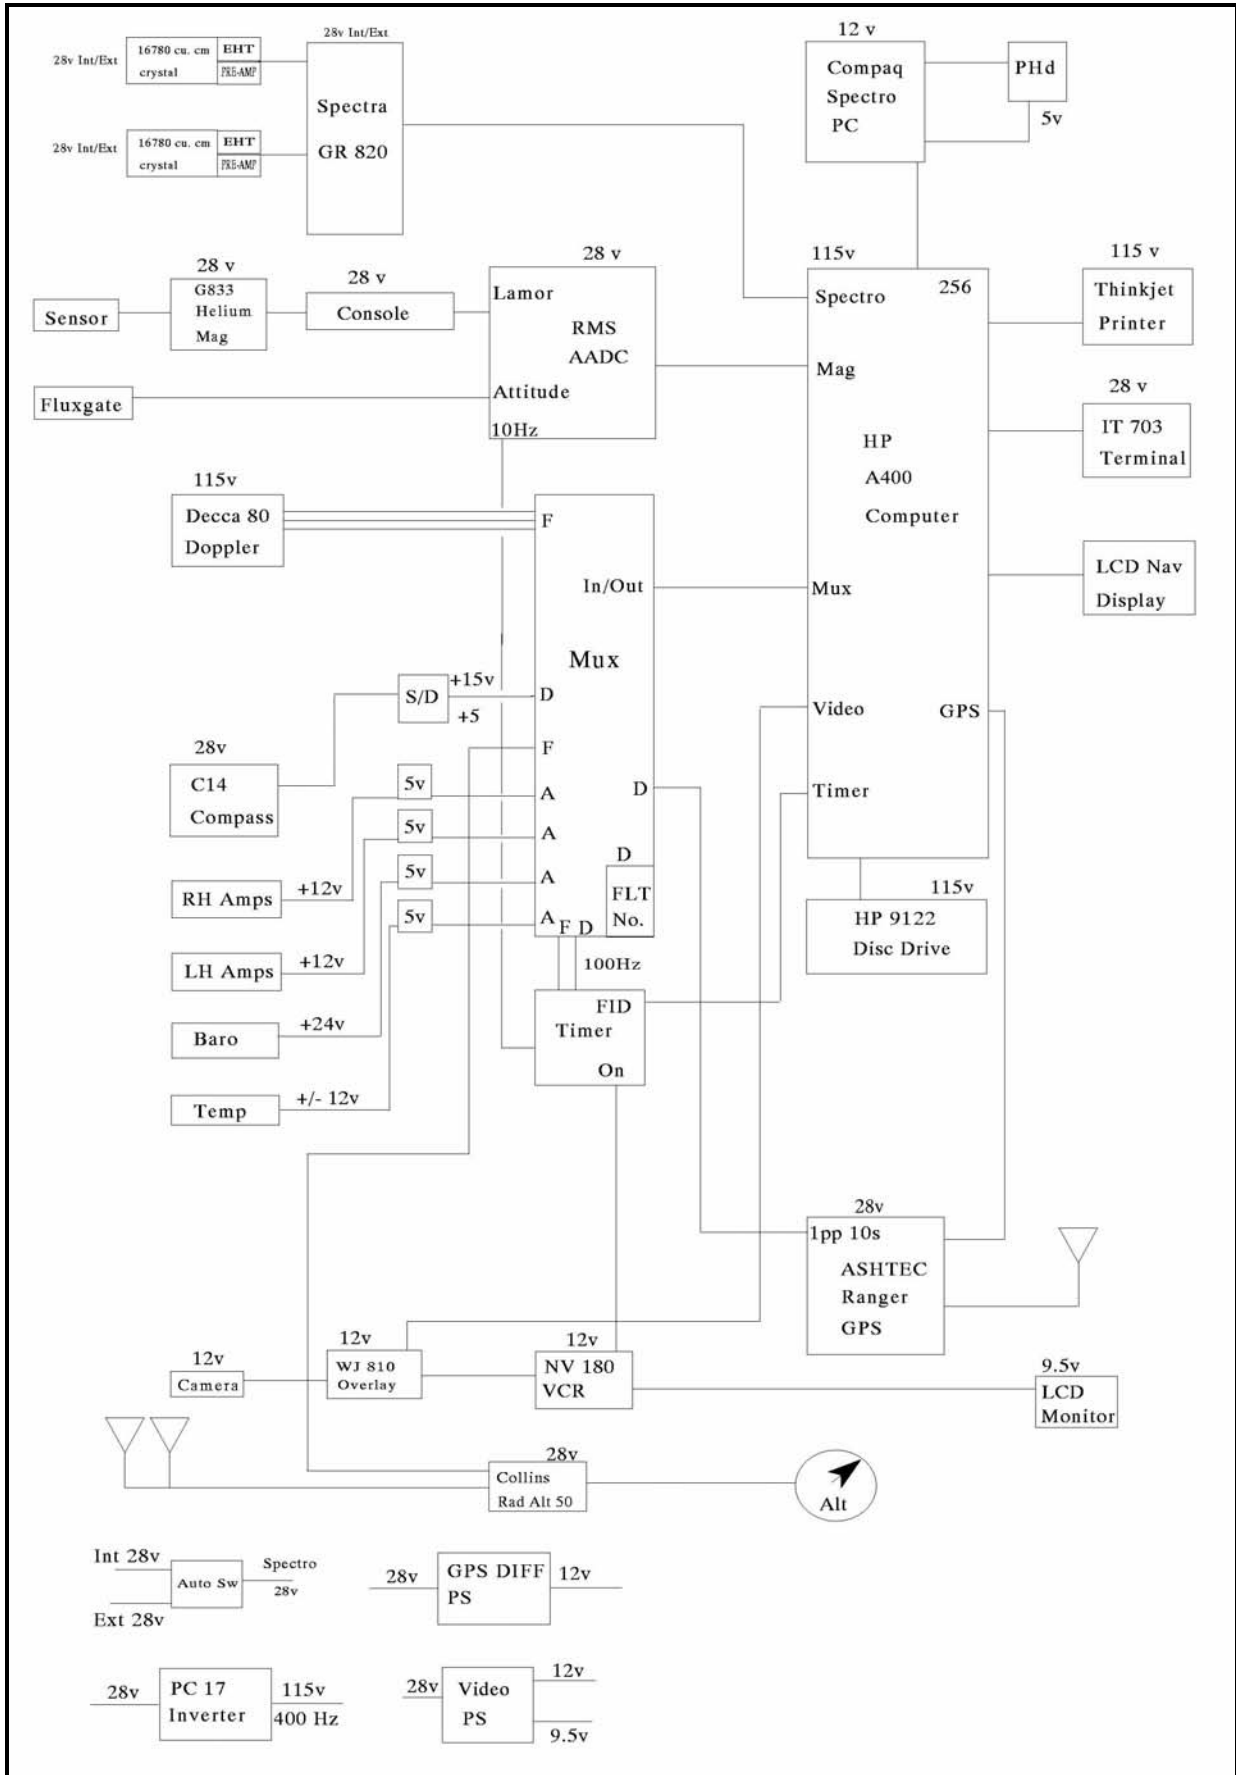 28v Int/Ext
12 v
28v Int/Ext
16780 cu. cm
crystal
EHT
PRE-AMP
Spectra
GR 820
28v Int/Ext
16780 cu. cm
crystal
EHT
PRE-AMP
Compaq
Spectro
PC
PHd
5v
28 v
G833
Helium
Mag
Sensor
28 v
Console
28 v
Lamor
RMS
AADC
Attitude
10Hz
Fluxgate
115v
Spectro
256
Mag
HP
A400
Computer
Mux
Video
GPS
Timer
115 v
Thinkjet
Printer
28 v
IT 703
Terminal
LCD Nav
Display
115v
Decca 80
Doppler
F
In/Out
Mux
S/D
+15v
+5
D
F
28v
C14
Compass
5v
A
5v
A
5v
A
5v
A
D
D
FLT
No.
F D
RH Amps
+12v
LH Amps
+12v
Baro
+24v
Temp
+/- 12v
100Hz
FID
Timer
On
115v
HP 9122
Disc Drive
28v
1pp 10s
ASHTEC
Ranger
GPS
12v
Camera
12v
WJ 810
Overlay
12v
NV 180
VCR
9.5v
LCD
Monitor
28v
Collins
Rad Alt 50
Alt
Int 28v
Ext 28v
Auto Sw
Spectro
28v
28v
GPS DIFF
PS
12v
28v
PC 17
Inverter
115v
400 Hz
28v
Video
PS
12v
9.5v